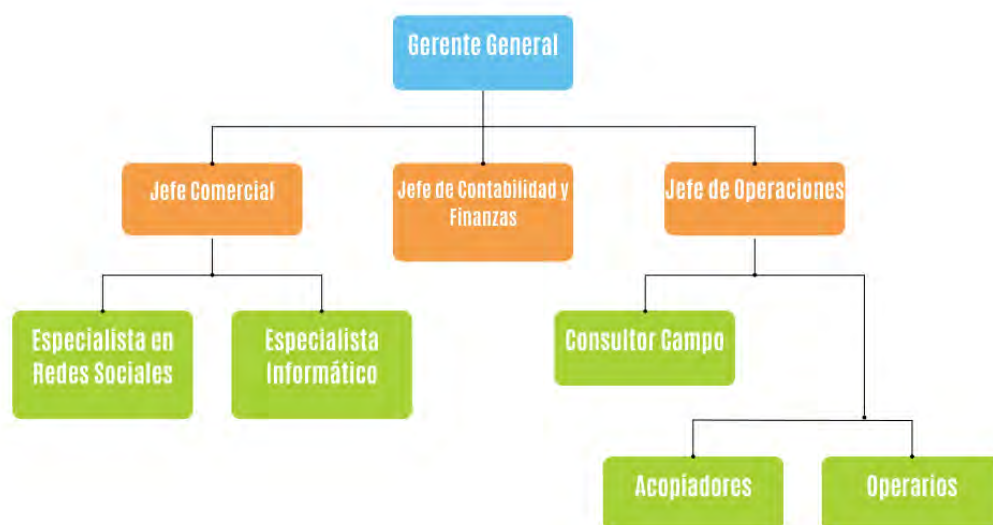 Gerente General
Jefe Comercial
Jefe de Contabilidad y
Finanzas
Jefe de Operaciones
Especialista en
Redes Sociales
Especialista
Informático
Consultor Campo
Acopiadores
Operarios